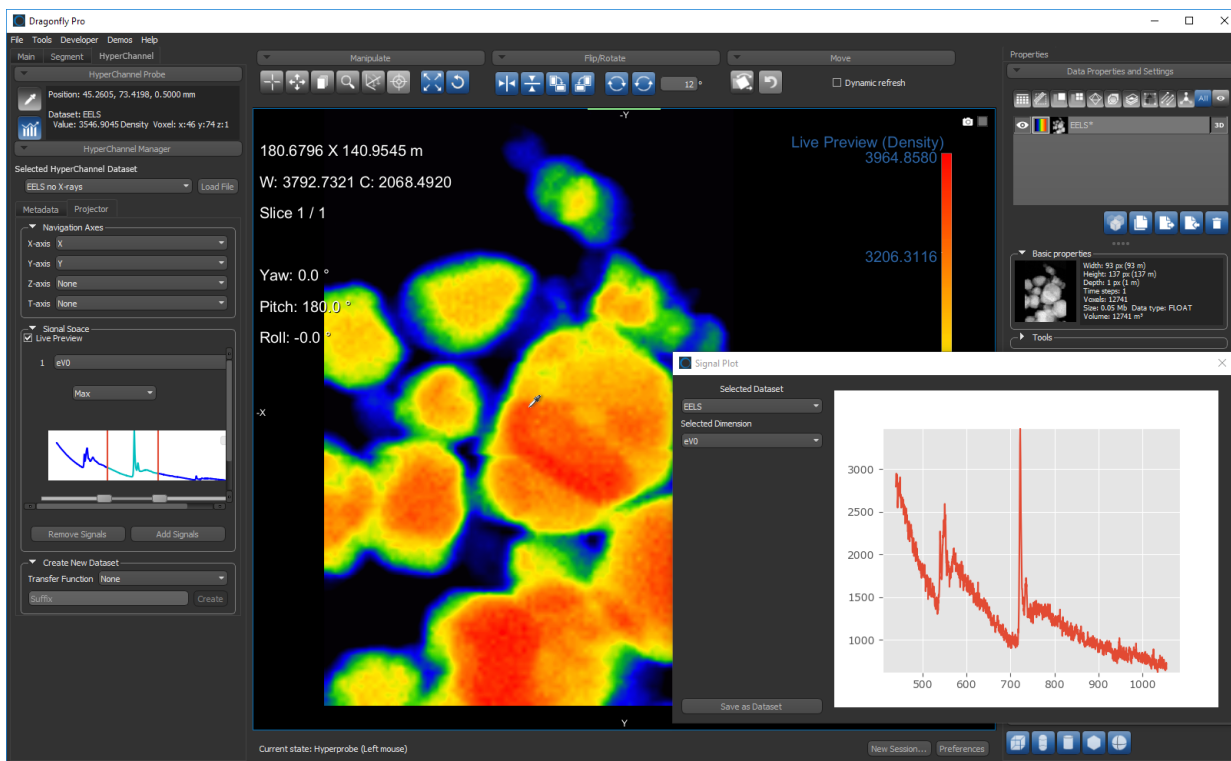 Dragonfly Pro
File Tools Developer Demos Help
Main Segment HyperChannel
HyperChannel Probe
Position: 45.2605, 73.4198, 0.5000 mm
Dataset: EELS
Value: 3546.9045 Density Voxel: x:46 y:74 z:1
HyperChannel Manager
Selected HyperChannel Dataset
EELS no X-rays
Load File
Metadata Projector
Navigation Axes
X-axis X
Y-axis Y
Z-axis None
T-axis None
Signal Space
Live Preview
1 eV0
Max
Remove Signals Add Signals
Create New Dataset
Transfer Function None
Suffix Create
Manipulate
Flip/Rotate
12 °
Move
Dynamic refresh
-Y
180.6796 X 140.9545 m
W: 3792.7321 C: 2068.4920
Slice 1 / 1
Yaw: 0.0 °
Pitch: 180.0 °
Roll: -0.0 °
-X
Y
Live Preview (Density)
3964.8580
3206.3116
Current state: Hyperprobe (Left mouse)
New Session... Preferences
Properties
Data Properties and Settings
All
EELS*
3D
Basic properties
Width: 93 px (93 m)
Height: 137 px (137 m)
Depth: 1 px (1 m)
Time steps: 1
Voxels: 12741
Size: 0.05 Mb Data type: FLOAT
Volume: 12741 m³
Tools
Signal Plot
Selected Dataset
EELS
Selected Dimension
eV0
Save as Dataset
3000
2500
2000
1500
1000
500 600 700 800 900 1000